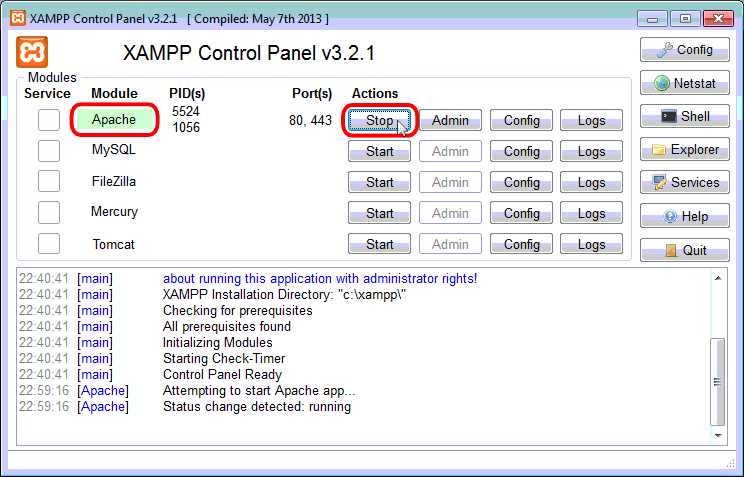 XAMPP Control Panel v3.2.1 [ Compiled: May 7th 2013 ]
XAMPP Control Panel v3.2.1
Config
Modules
Service Module PID(s) Port(s) Actions
Netstat
Apache 5524 1056 80, 443 Stop Admin Config Logs
Shell
MySQL Start Admin Config Logs
Explorer
FileZilla Start Admin Config Logs
Services
Mercury Start Admin Config Logs
Help
Tomcat Start Admin Config Logs
Quit
22:40:41 [main] about running this application with administrator rights!
22:40:41 [main] XAMPP Installation Directory: "c:\xampp\"
22:40:41 [main] Checking for prerequisites
22:40:41 [main] All prerequisites found
22:40:41 [main] Initializing Modules
22:40:41 [main] Starting Check-Timer
22:40:41 [main] Control Panel Ready
22:59:16 [Apache] Attempting to start Apache app...
22:59:16 [Apache] Status change detected: running